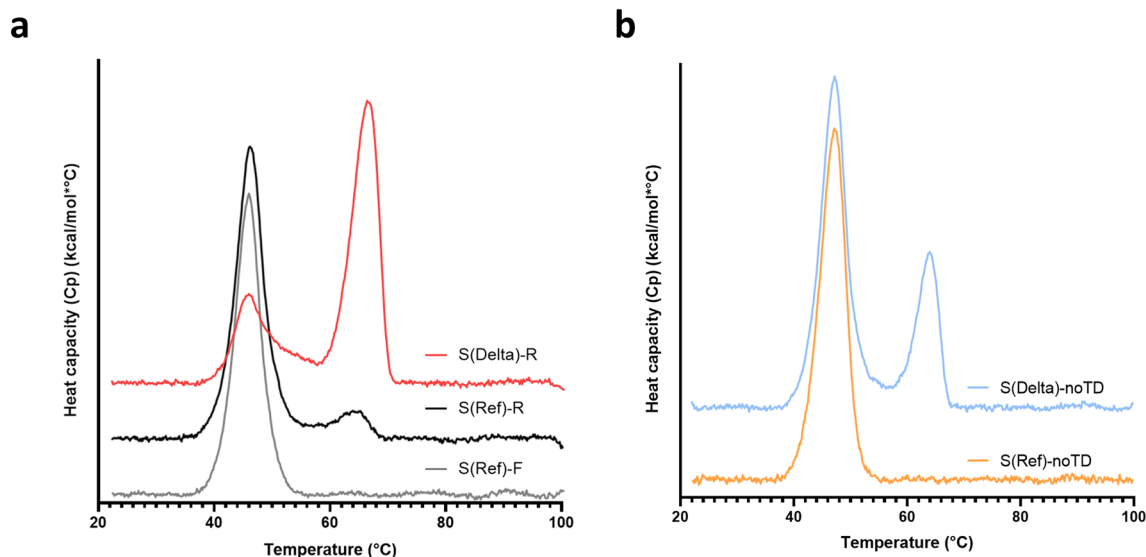 a
Heat capacity (Cp) (kcal/mol*°C)
S(Delta)-R
S(Ref)-R
S(Ref)-F
20 40 60 80 100
Temperature (°C)
b
Heat capacity (Cp) (kcal/mol*°C)
S(Delta)-noTD
S(Ref)-noTD
20 40 60 80 100
Temperature (°C)